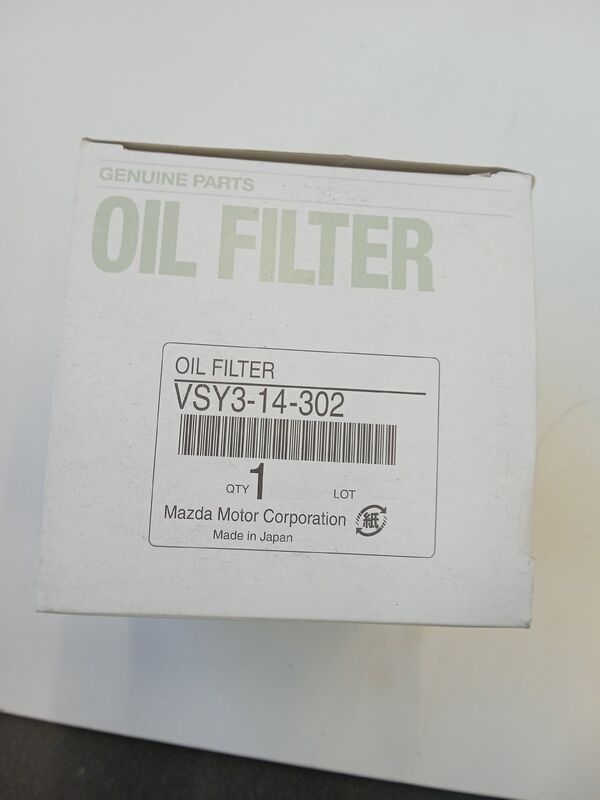 GENUINE PARTS
OIL FILTER
OIL FILTER
VSY3-14-302
QTY 1 LOT
Mazda Motor Corporation 紙
Made in Japan